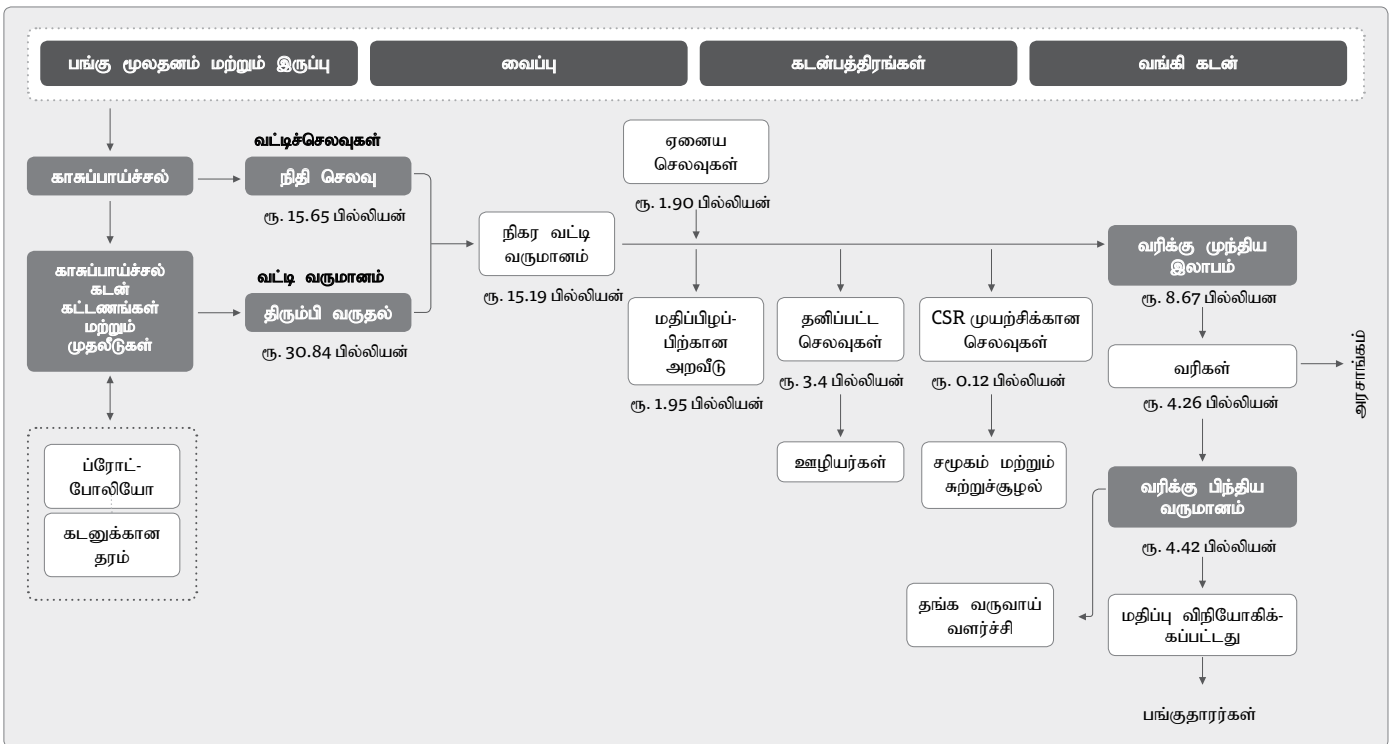 பங்கு மூலதனம் மற்றும் இருப்பு
வைப்பு
கடன்பத்திரங்கள்
வங்கி கடன்
காசுப்பாய்ச்சல்
வட்டிச்செலவுகள்
நிதி செலவு
ரூ. 15.65 பில்லியன்
காசுப்பாய்ச்சல்
கடன்
கட்டணங்கள்
மற்றும்
முதலீடுகள்
வட்டி வருமானம்
திரும்பி வருதல்
ரூ. 30.84 பில்லியன்
ப்ரோட்-
போலியோ
கடனுக்கான
தரம்
நிகர வட்டி
வருமானம்
ரூ. 15.19 பில்லியன்
ஏனைய
செலவுகள்
ரூ. 1.90 பில்லியன்
மதிப்பிழப்-
பிற்கான
அறவீடு
ரூ. 1.95 பில்லியன்
தனிப்பட்ட
செலவுகள்
ரூ. 3.4 பில்லியன்
ஊழியர்கள்
CSR முயற்சிக்கான
செலவுகள்
ரூ. 0.12 பில்லியன்
சமூகம் மற்றும்
சுற்றுச்சூழல்
வரிக்கு முந்திய
இலாபம்
ரூ. 8.67 பில்லியன
வரிகள்
ரூ. 4.26 பில்லியன்
அரசாங்கம்
வரிக்கு பிந்திய
வருமானம்
ரூ. 4.42 பில்லியன்
தங்க வருவாய்
வளர்ச்சி
மதிப்பு விநியோகிக்-
கப்பட்டது
பங்குதாரர்கள்